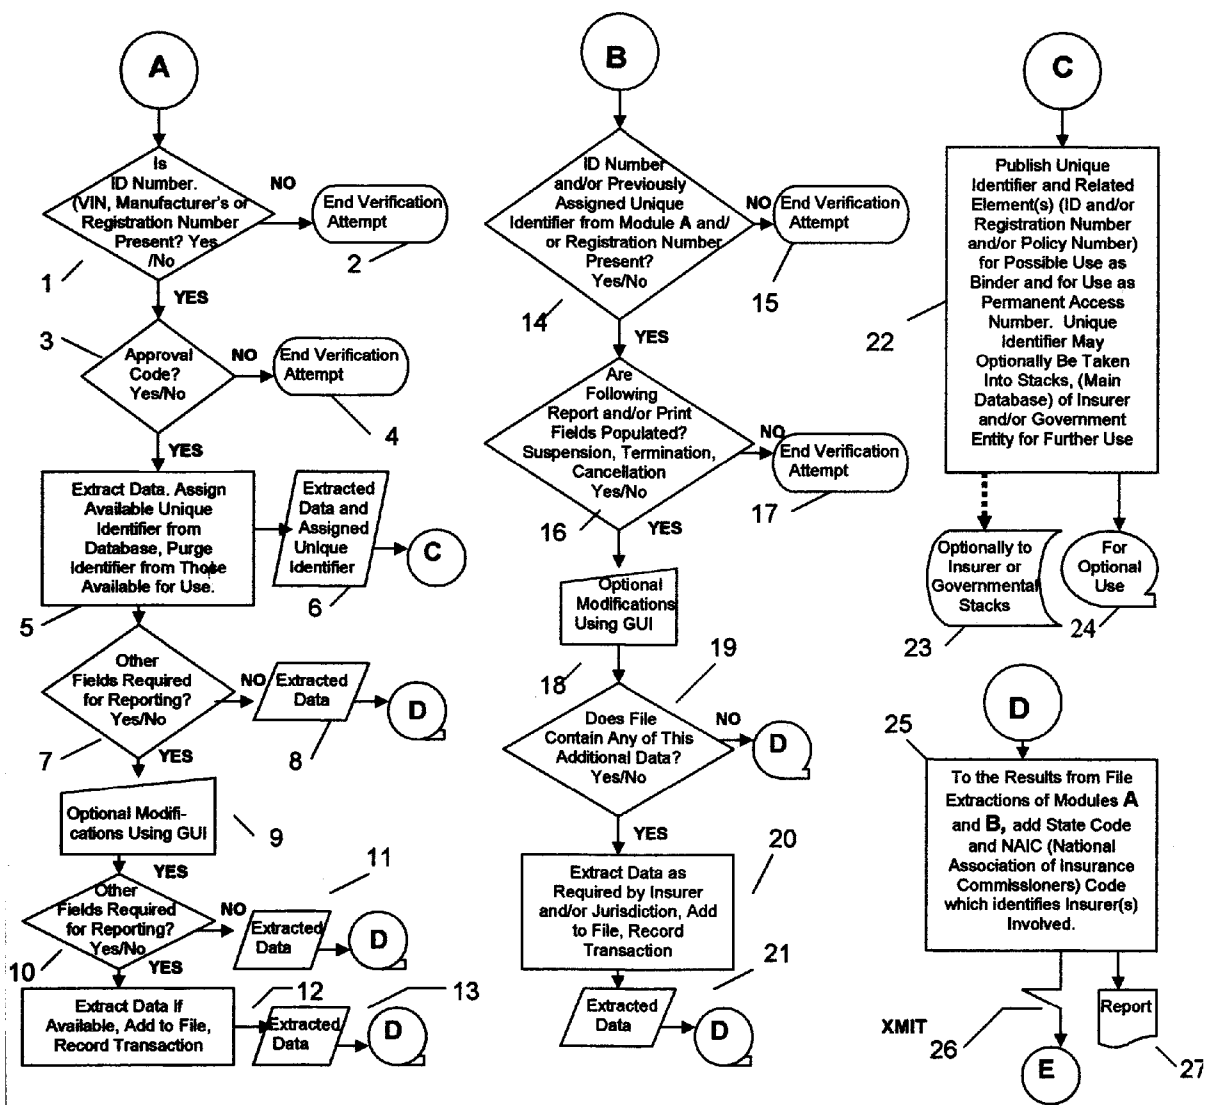 A
Is
ID Number.
(VIN, Manufacturer's or
Registration Number
Present? Yes
/No
NO
End Verification
Attempt
1
2
YES
3
Approval
Code?
Yes/No
NO
End Verification
Attempt
4
YES
Extract Data. Assign
Available Unique
Identifier from
Database, Purge
Identifier from Those
Available for Use.
5
Extracted
Data and
Assigned
Unique
Identifier
6
C
Other
Fields Required
for Reporting?
Yes/No
7
NO
Extracted
Data
8
D
YES
Optional Modifi-
cations Using GUI
9
YES
Other
Fields Required
for Reporting?
Yes/No
10
NO
11
Extracted
Data
D
YES
Extract Data if
Available, Add to File,
Record Transaction
12
Extracted
Data
13
D
B
ID Number
and/or Previously
Assigned Unique
Identifier from Module A and/
or Registration Number
Present?
Yes/No
14
NO
End Verification
Attempt
15
YES
Are
Following
Report and/or Print
Fields Populated?
Suspension, Termination,
Cancellation
Yes/No
16
NO
End Verification
Attempt
17
YES
Optional
Modifications
Using GUI
18
19
Does File
Contain Any of This
Additional Data?
Yes/No
NO
D
YES
20
Extract Data as
Required by Insurer
and/or Jurisdiction, Add
to File, Record
Transaction
21
Extracted
Data
D
C
Publish Unique
Identifier and Related
Element(s) (ID and/or
Registration Number
and/or Policy Number)
for Possible Use as
Binder and for Use as
Permanent Access
Number. Unique
Identifier May
Optionally Be Taken
Into Stacks, (Main
Database) of Insurer
and/or Government
Entity for Further Use
22
Optionally to
Insurer or
Governmental
Stacks
23
For
Optional
Use
24
D
25
To the Results from File
Extractions of Modules A
and B, add State Code
and NAIC (National
Association of Insurance
Commissioners) Code
which identifies Insurer(s)
Involved.
XMIT
26
E
Report
27